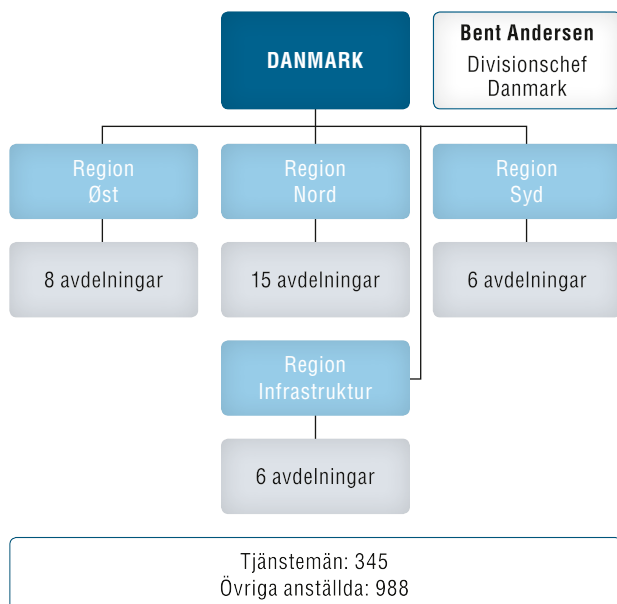 DANMARK
Bent Andersen
Divisionschef
Danmark
Region
Øst
Region
Nord
Region
Syd
8 avdelningar
15 avdelningar
6 avdelningar
Region
Infrastruktur
6 avdelningar
Tjänstemän: 345
Övriga anställda: 988